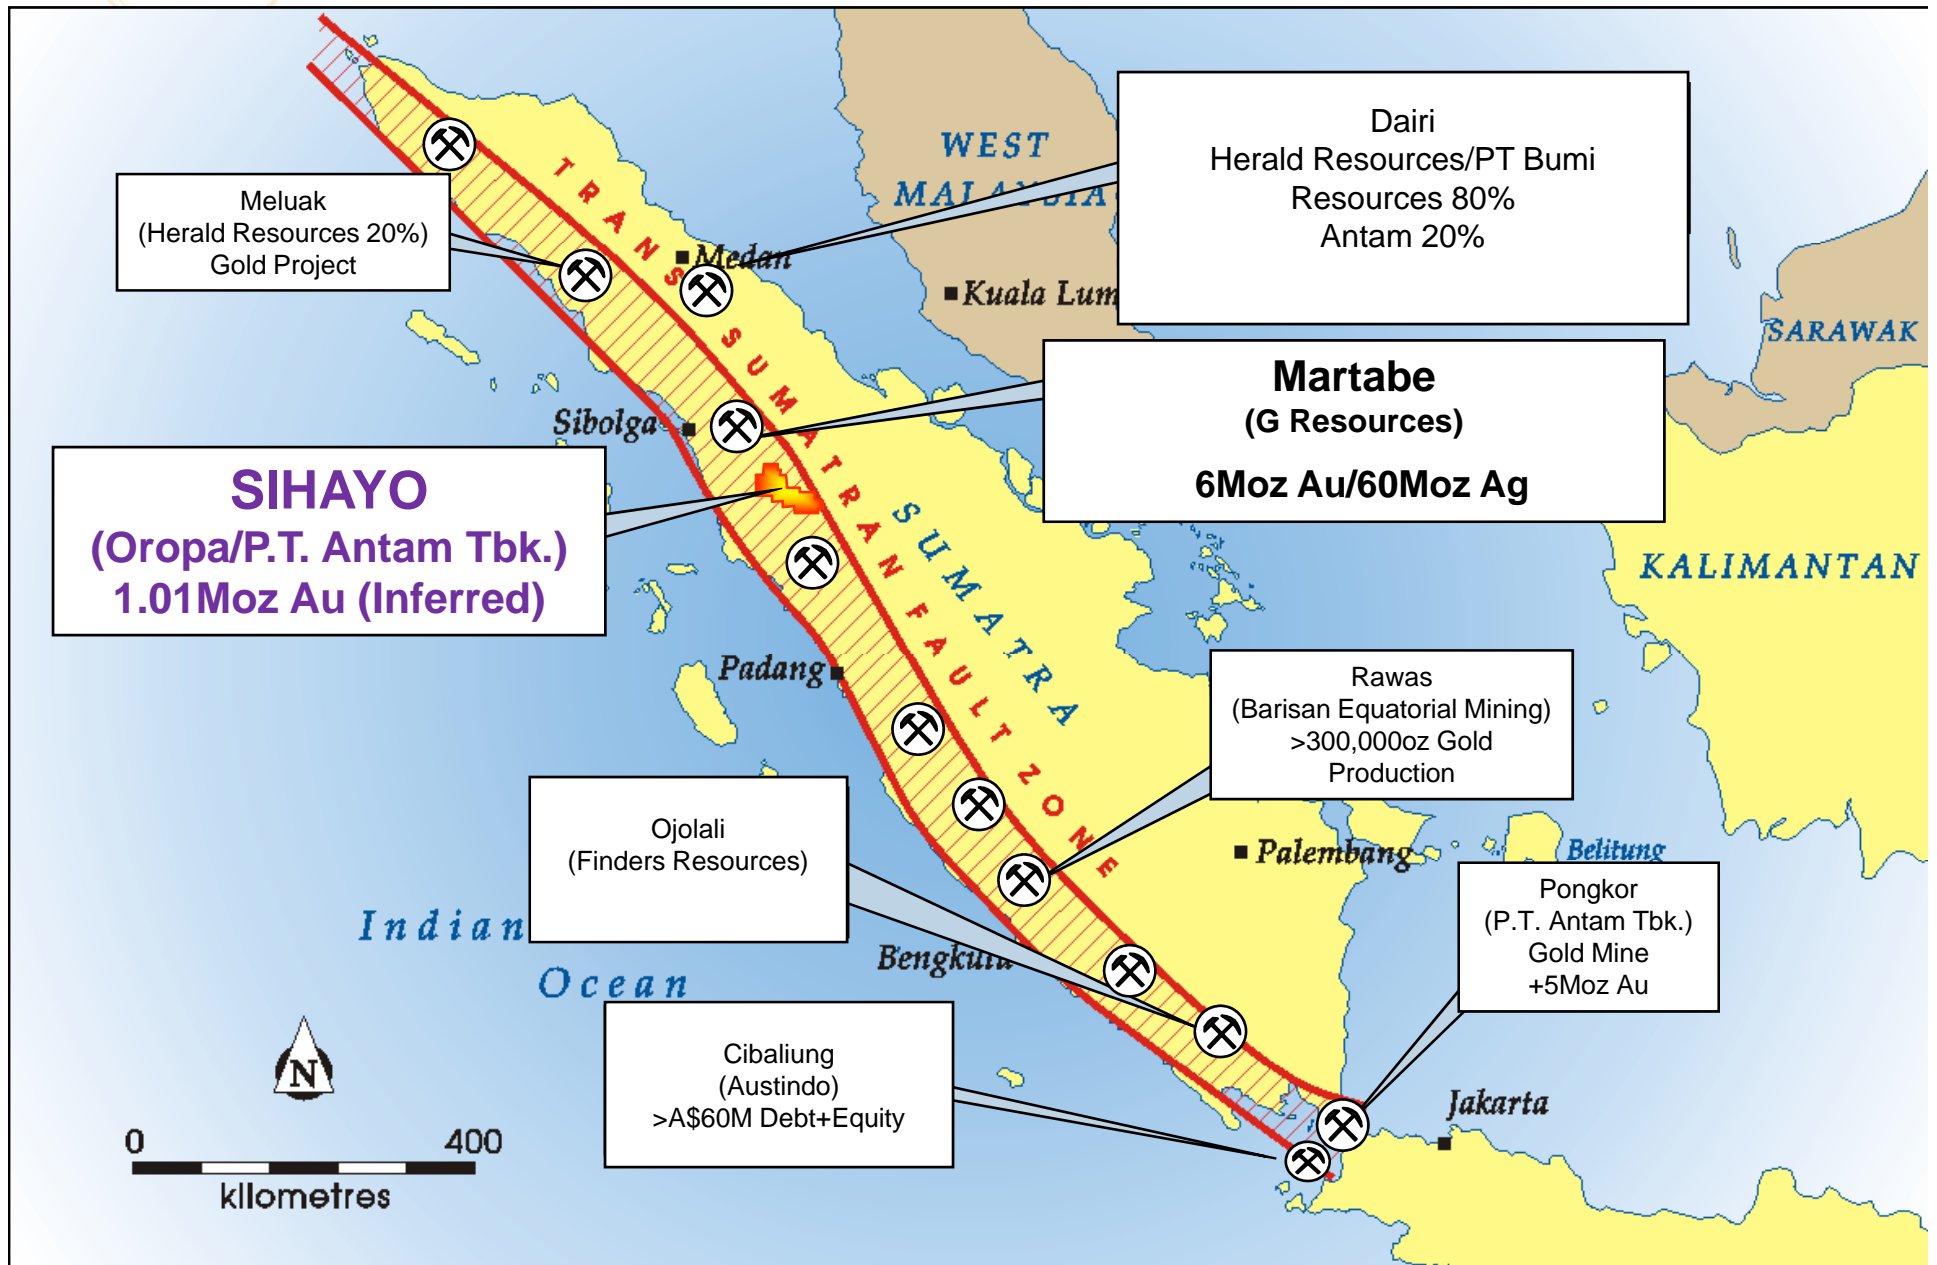 WEST
MALAYSIA
Dairi
Herald Resources/PT Bumi
Resources 80%
Antam 20%
Meluak
(Herald Resources 20%)
Gold Project
TRANS SUMATRAN FAULT ZONE
Medan
Kuala Lum
SARAWAK
Martabe
(G Resources)
6Moz Au/60Moz Ag
Sibolga
SIHAYO
(Oropa/P.T. Antam Tbk.)
1.01Moz Au (Inferred)
SUMATRA
KALIMANTAN
Padang
Rawas
(Barisan Equatorial Mining)
>300,000oz Gold
Production
Ojolali
(Finders Resources)
Palembang
Belitung
Pongkor
(P.T. Antam Tbk.)
Gold Mine
+5Moz Au
Indian
Ocean
Bengkulu
Cibaliung
(Austindo)
>A$60M Debt+Equity
Jakarta
N
0 400
kilometres